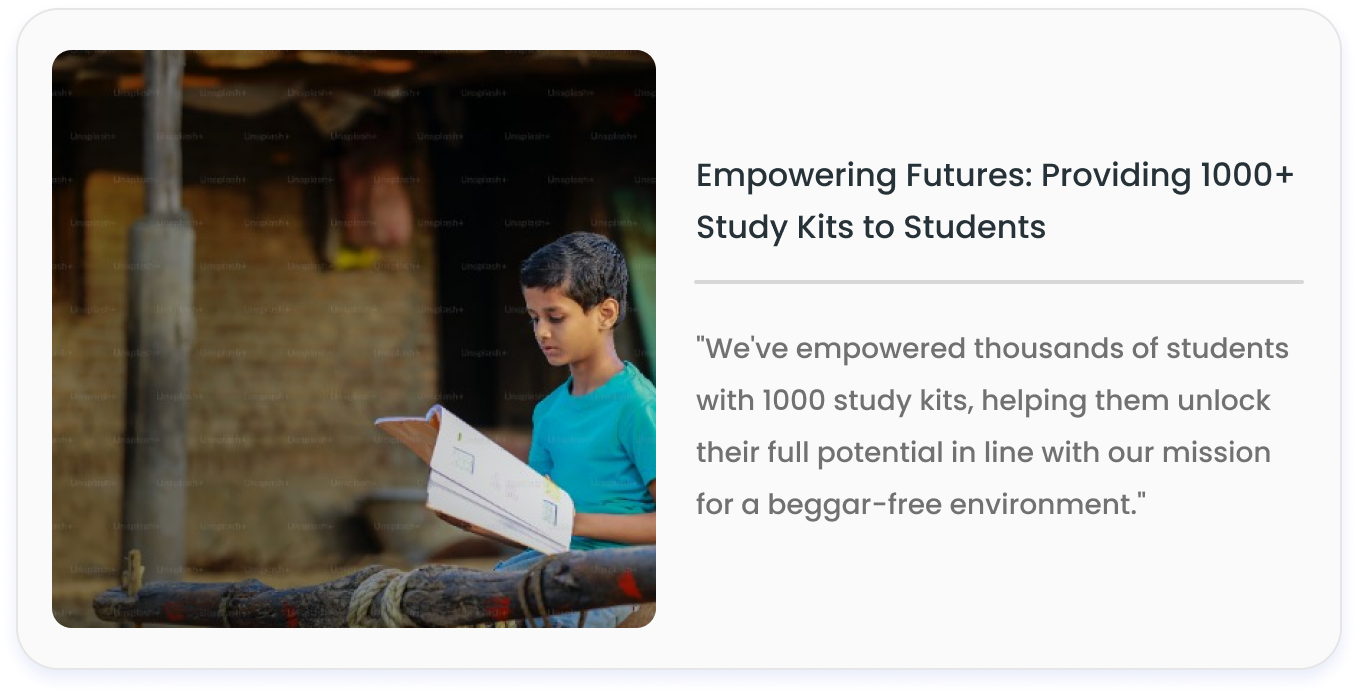 Empowering Futures: Providing 1000+
Study Kits to Students
"We've empowered thousands of students
with 1000 study kits, helping them unlock
their full potential in line with our mission
for a beggar-free environment."
Unsplash+